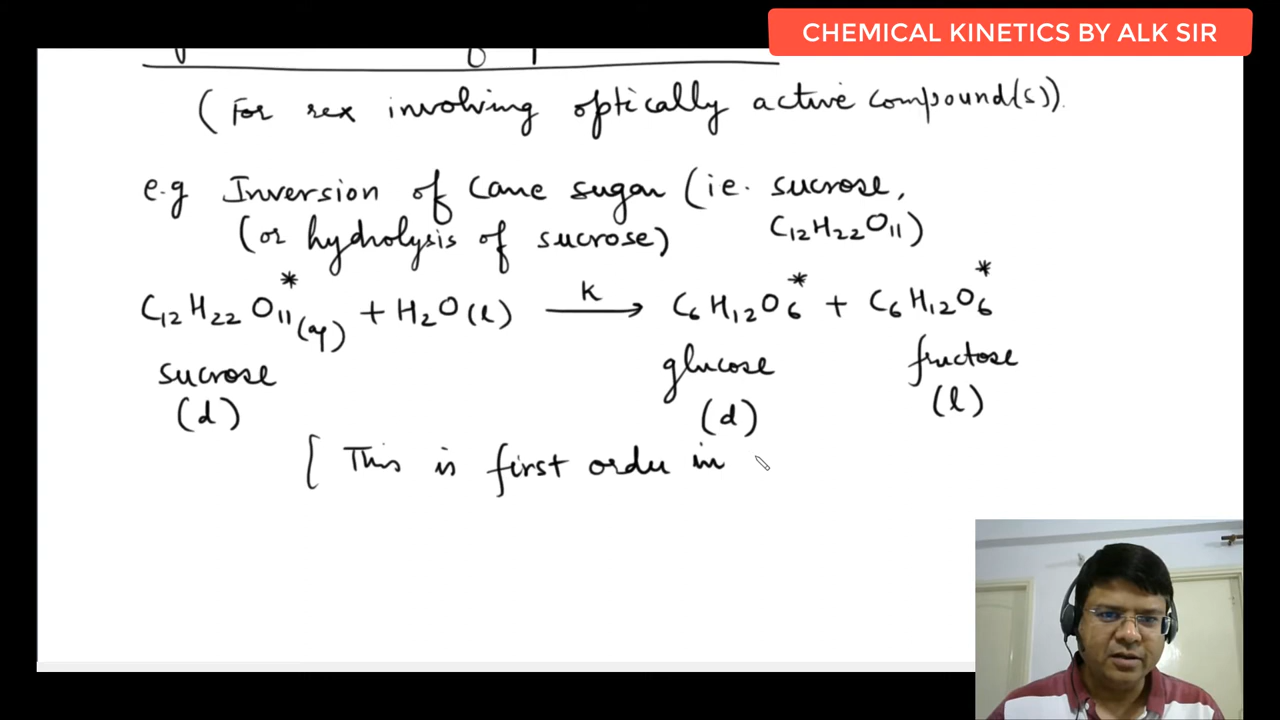 CHEMICAL KINETICS BY ALK SIR
(For rex involving optically active compound(s)).
e.g Inversion of Cane sugar (ie. sucrose,
(or hydrolysis of sucrose) C12H22O11)
C12H22O11*(aq) + H2O(l) —k→ C6H12O6* + C6H12O6*
sucrose glucose fructose
(d) (d) (l)
[ This is first order in